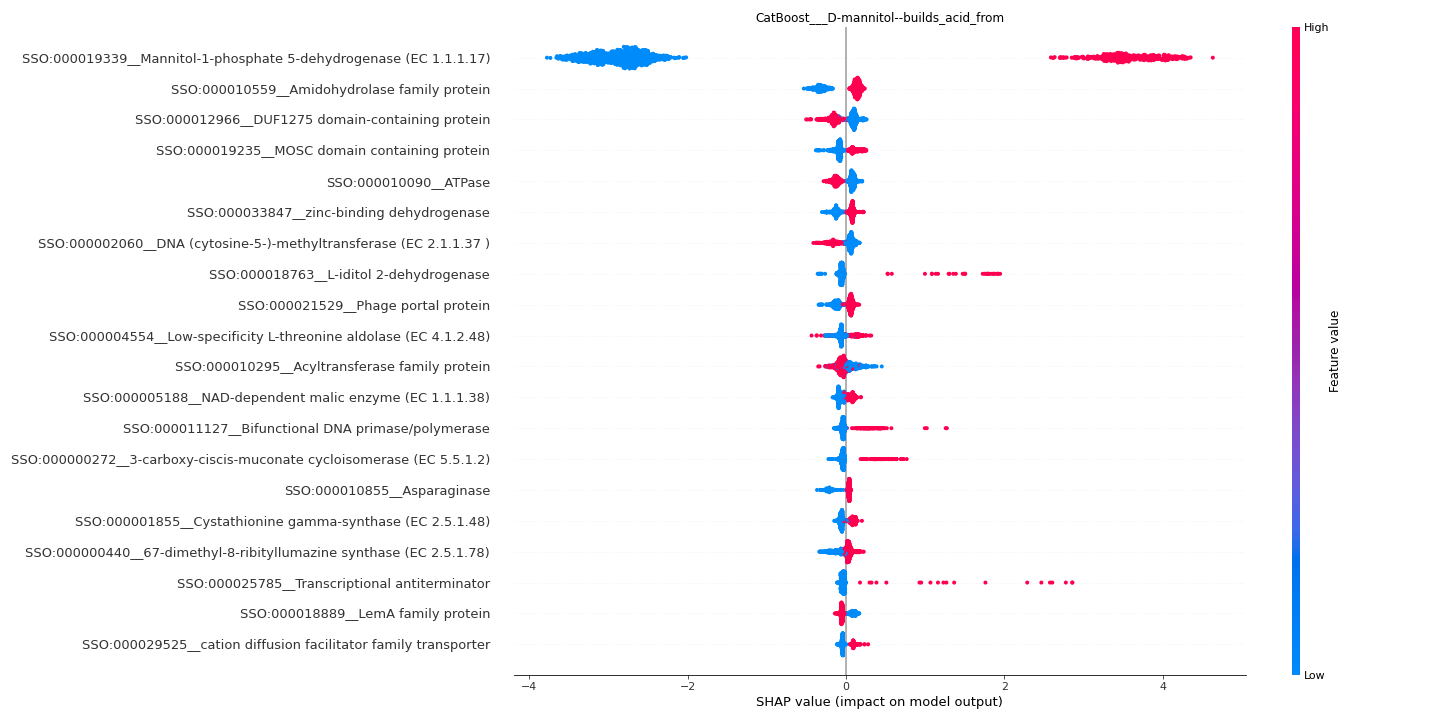 CatBoost___D-mannitol--builds_acid_from
SSO:000019339__Mannitol-1-phosphate 5-dehydrogenase (EC 1.1.1.17)
SSO:000010559__Amidohydrolase family protein
SSO:000012966__DUF1275 domain-containing protein
SSO:000019235__MOSC domain containing protein
SSO:000010090__ATPase
SSO:000033847__zinc-binding dehydrogenase
SSO:000002060__DNA (cytosine-5-)-methyltransferase (EC 2.1.1.37 )
SSO:000018763__L-iditol 2-dehydrogenase
SSO:000021529__Phage portal protein
SSO:000004554__Low-specificity L-threonine aldolase (EC 4.1.2.48)
SSO:000010295__Acyltransferase family protein
SSO:000005188__NAD-dependent malic enzyme (EC 1.1.1.38)
SSO:000011127__Bifunctional DNA primase/polymerase
SSO:000000272__3-carboxy-ciscis-muconate cycloisomerase (EC 5.5.1.2)
SSO:000010855__Asparaginase
SSO:000001855__Cystathionine gamma-synthase (EC 2.5.1.48)
SSO:000000440__67-dimethyl-8-ribityllumazine synthase (EC 2.5.1.78)
SSO:000025785__Transcriptional antiterminator
SSO:000018889__LemA family protein
SSO:000029525__cation diffusion facilitator family transporter
−4 −2 0 2 4
SHAP value (impact on model output)
High
Feature value
Low